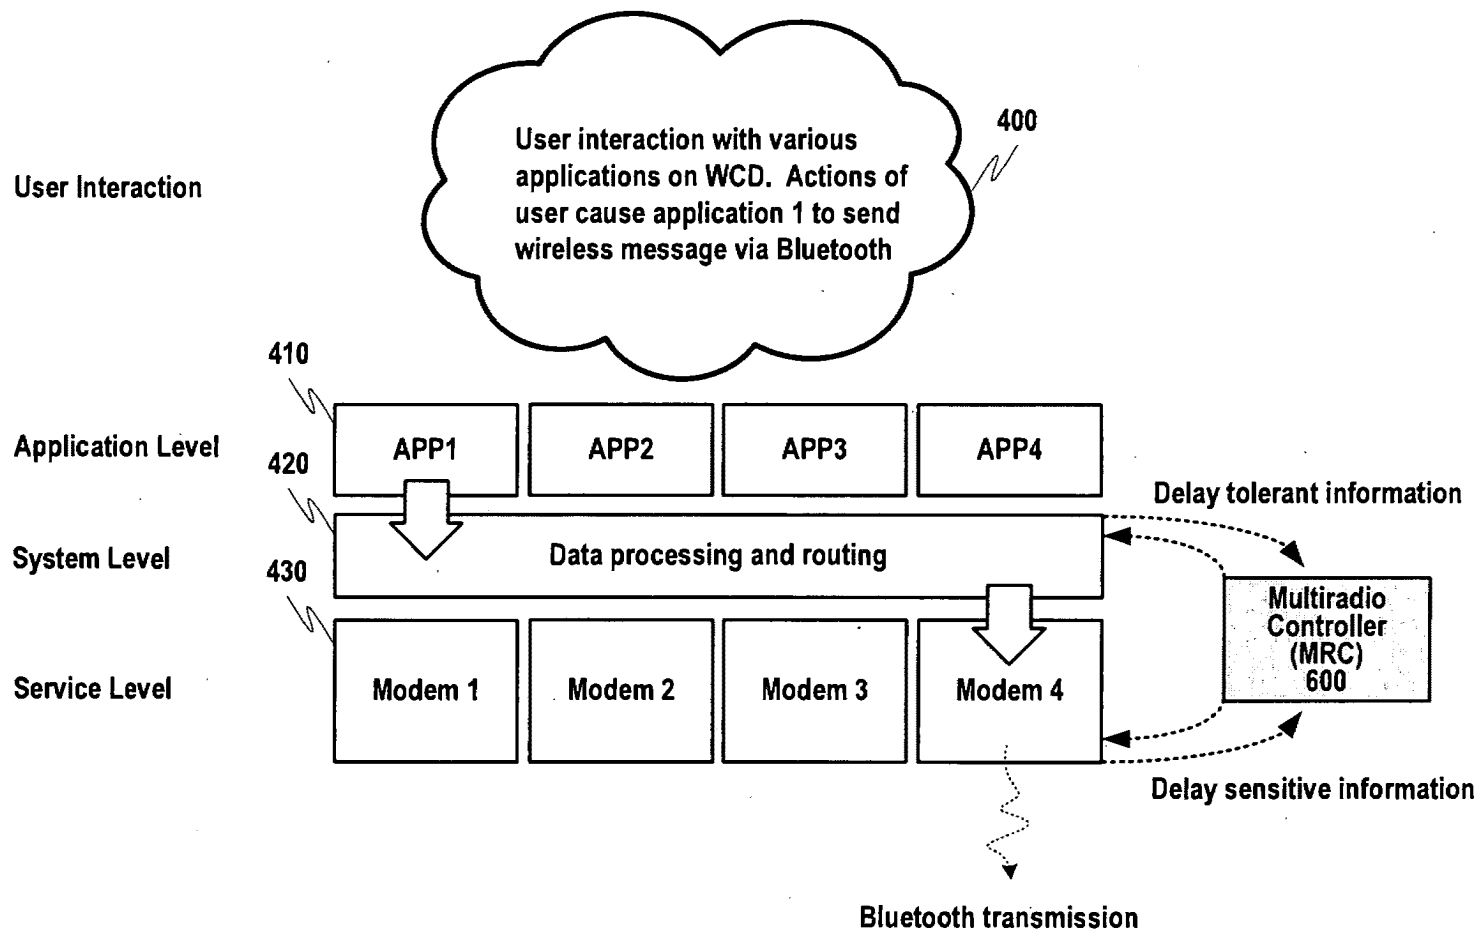 User interaction with various
applications on WCD. Actions of
user cause application 1 to send
wireless message via Bluetooth
400
User Interaction
410
Application Level
APP1
APP2
APP3
APP4
420
Delay tolerant information
System Level
Data processing and routing
430
Multiradio
Controller
(MRC)
600
Service Level
Modem 1
Modem 2
Modem 3
Modem 4
Delay sensitive information
Bluetooth transmission